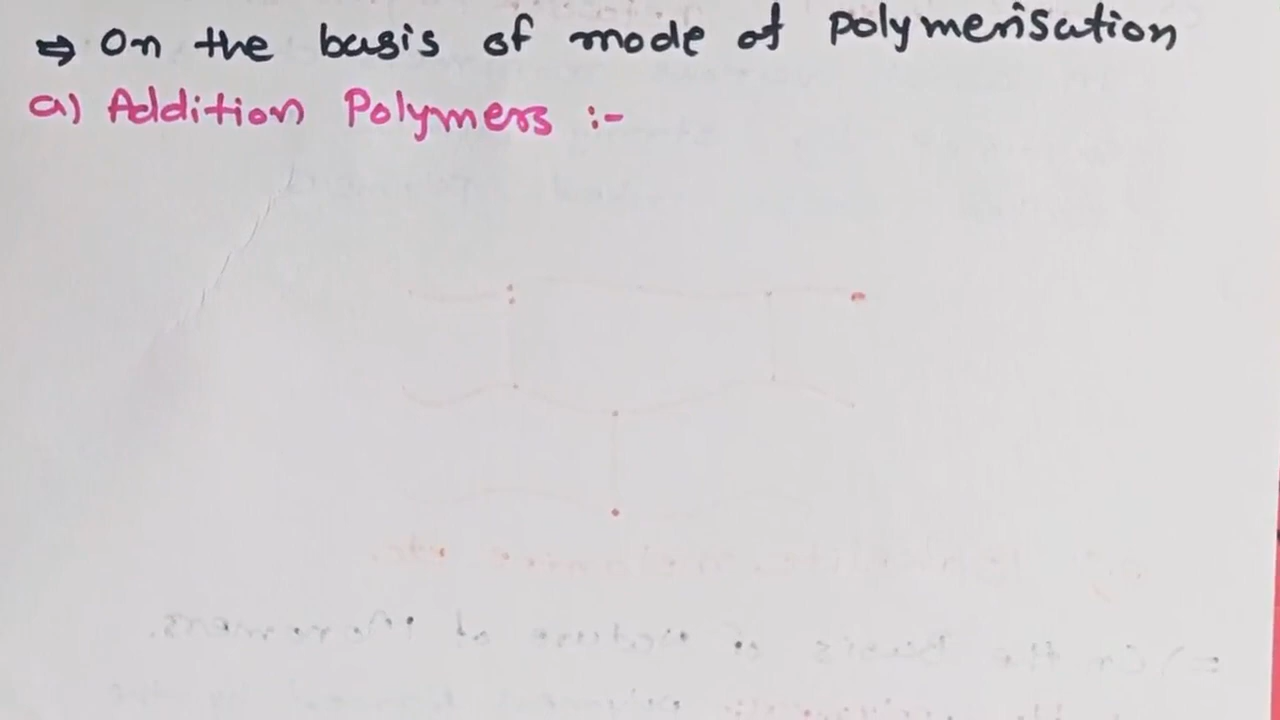 ⇒ On the basis of mode of polymerisation
a) Addition Polymers :-